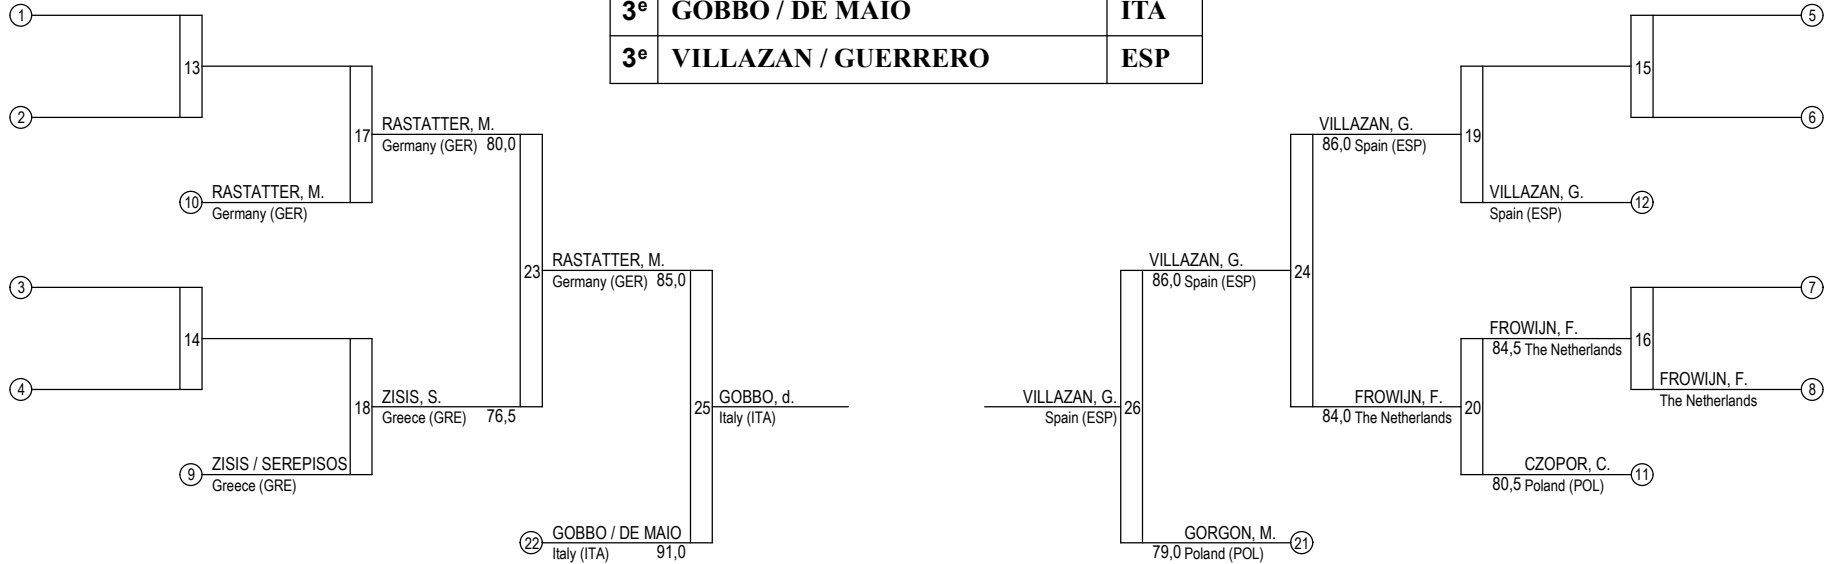 3e GOBBO / DE MAIO ITA
3e VILLAZAN / GUERRERO ESP
1
13
2
17
RASTATTER, M.
Germany (GER) 80,0
10
RASTATTER, M.
Germany (GER)
23
RASTATTER, M.
Germany (GER) 85,0
3
14
4
18
ZISIS, S.
Greece (GRE) 76,5
9
ZISIS / SEREPISOS
Greece (GRE)
25
GOBBO, d.
Italy (ITA)
22
GOBBO / DE MAIO
Italy (ITA) 91,0
5
15
6
VILLAZAN, G.
86,0 Spain (ESP)
19
VILLAZAN, G.
Spain (ESP)
12
VILLAZAN, G.
86,0 Spain (ESP)
24
7
FROWIJN, F.
84,5 The Netherlands
16
FROWIJN, F.
The Netherlands
8
VILLAZAN, G.
Spain (ESP)
26
FROWIJN, F.
84,0 The Netherlands
20
CZOPOR, C.
80,5 Poland (POL)
11
GORGON, M.
79,0 Poland (POL)
21